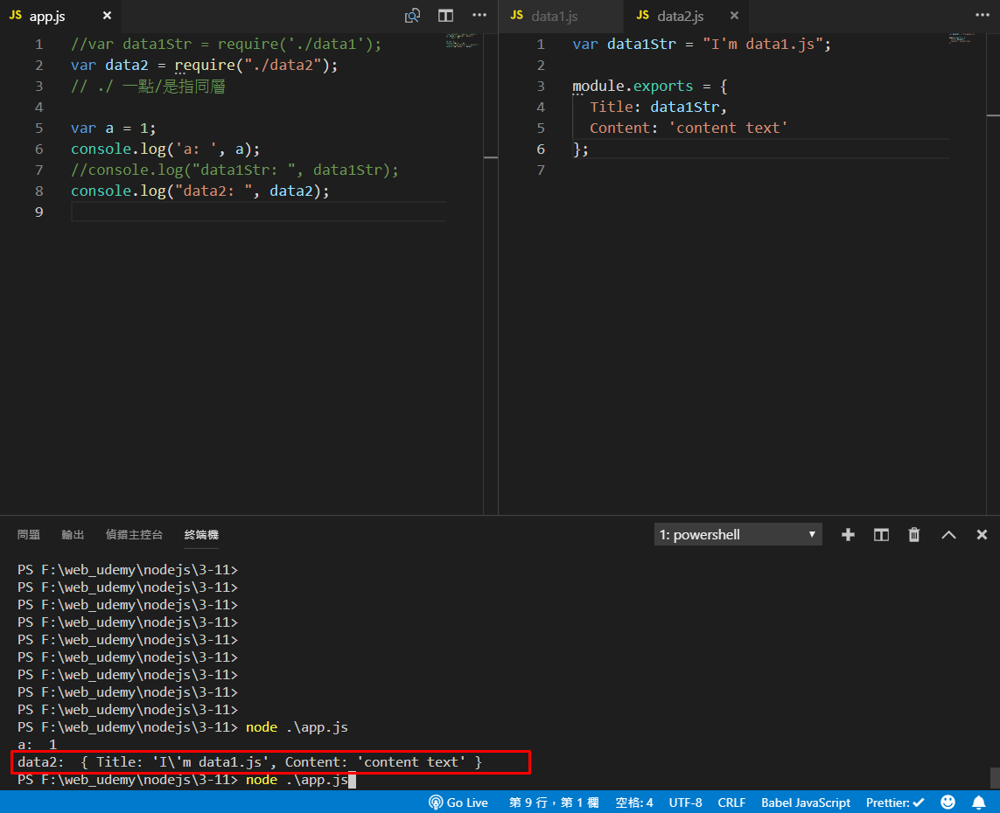 JS app.js ×
1 //var data1Str = require('./data1');
2 var data2 = require("./data2");
3 // ./ 一點/是指同層
4
5 var a = 1;
6 console.log('a: ', a);
7 //console.log("data1Str: ", data1Str);
8 console.log("data2: ", data2);
9
JS data1.js JS data2.js ×
1 var data1Str = "I'm data1.js";
2
3 module.exports = {
4 Title: data1Str,
5 Content: 'content text'
6 };
7
問題 輸出 偵錯主控台 終端機 1: powershell
PS F:\web_udemy\nodejs\3-11>
PS F:\web_udemy\nodejs\3-11>
PS F:\web_udemy\nodejs\3-11>
PS F:\web_udemy\nodejs\3-11>
PS F:\web_udemy\nodejs\3-11>
PS F:\web_udemy\nodejs\3-11>
PS F:\web_udemy\nodejs\3-11>
PS F:\web_udemy\nodejs\3-11>
PS F:\web_udemy\nodejs\3-11>
PS F:\web_udemy\nodejs\3-11> node .\app.js
a:  1
data2:  { Title: 'I\'m data1.js', Content: 'content text' }
PS F:\web_udemy\nodejs\3-11> node .\app.js
Go Live 第 9 行，第 1 欄 空格: 4 UTF-8 CRLF Babel JavaScript Prettier: ✓